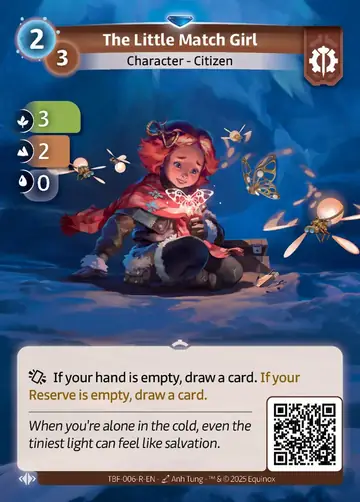 2
3
The Little Match Girl
Character - Citizen
3
2
0
If your hand is empty, draw a card. If your
Reserve is empty, draw a card.
When you're alone in the cold, even the
tiniest light can feel like salvation.
TBF-006-R-EN - Anh Tung - ™ & © 2025 Equinox